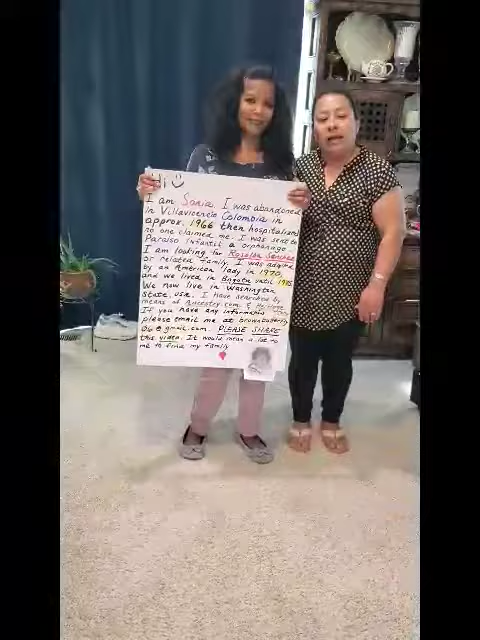 Hi
I am Sonia. I was abandoned
in Villavicencio Colombia in
approx. 1966 then hospitalized
no one claimed me. I was sent to
Paraiso Infantil a orphanage
I am looking for Rosalba Sanchez
or related family. I was adopted
by an American lady in 1970,
and we lived in Bogota until 1975
We now live in Washington
State, USA. I have searched by
means of Ancestry.com &
If you have any information
please email me at brownbutterfly
06@gmail.com. PLEASE SHARE
this video. It would mean a lot to
me to find my family